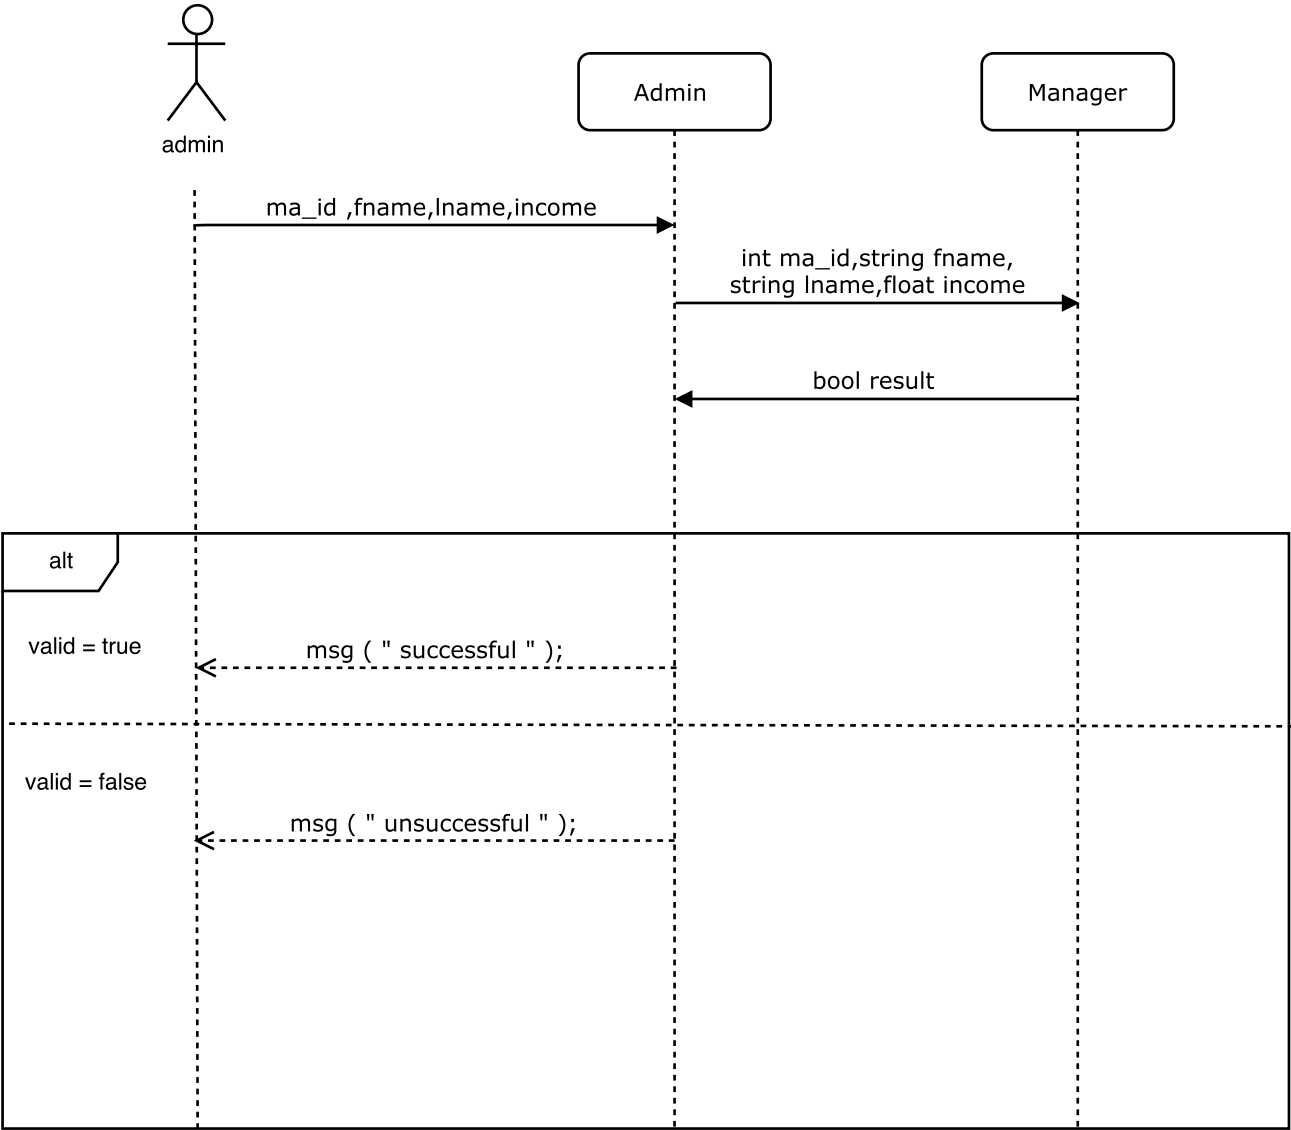 admin
Admin
Manager
ma_id ,fname,lname,income
int ma_id,string fname,
string lname,float income
bool result
alt
valid = true
msg ( " successful " );
valid = false
msg ( " unsuccessful " );